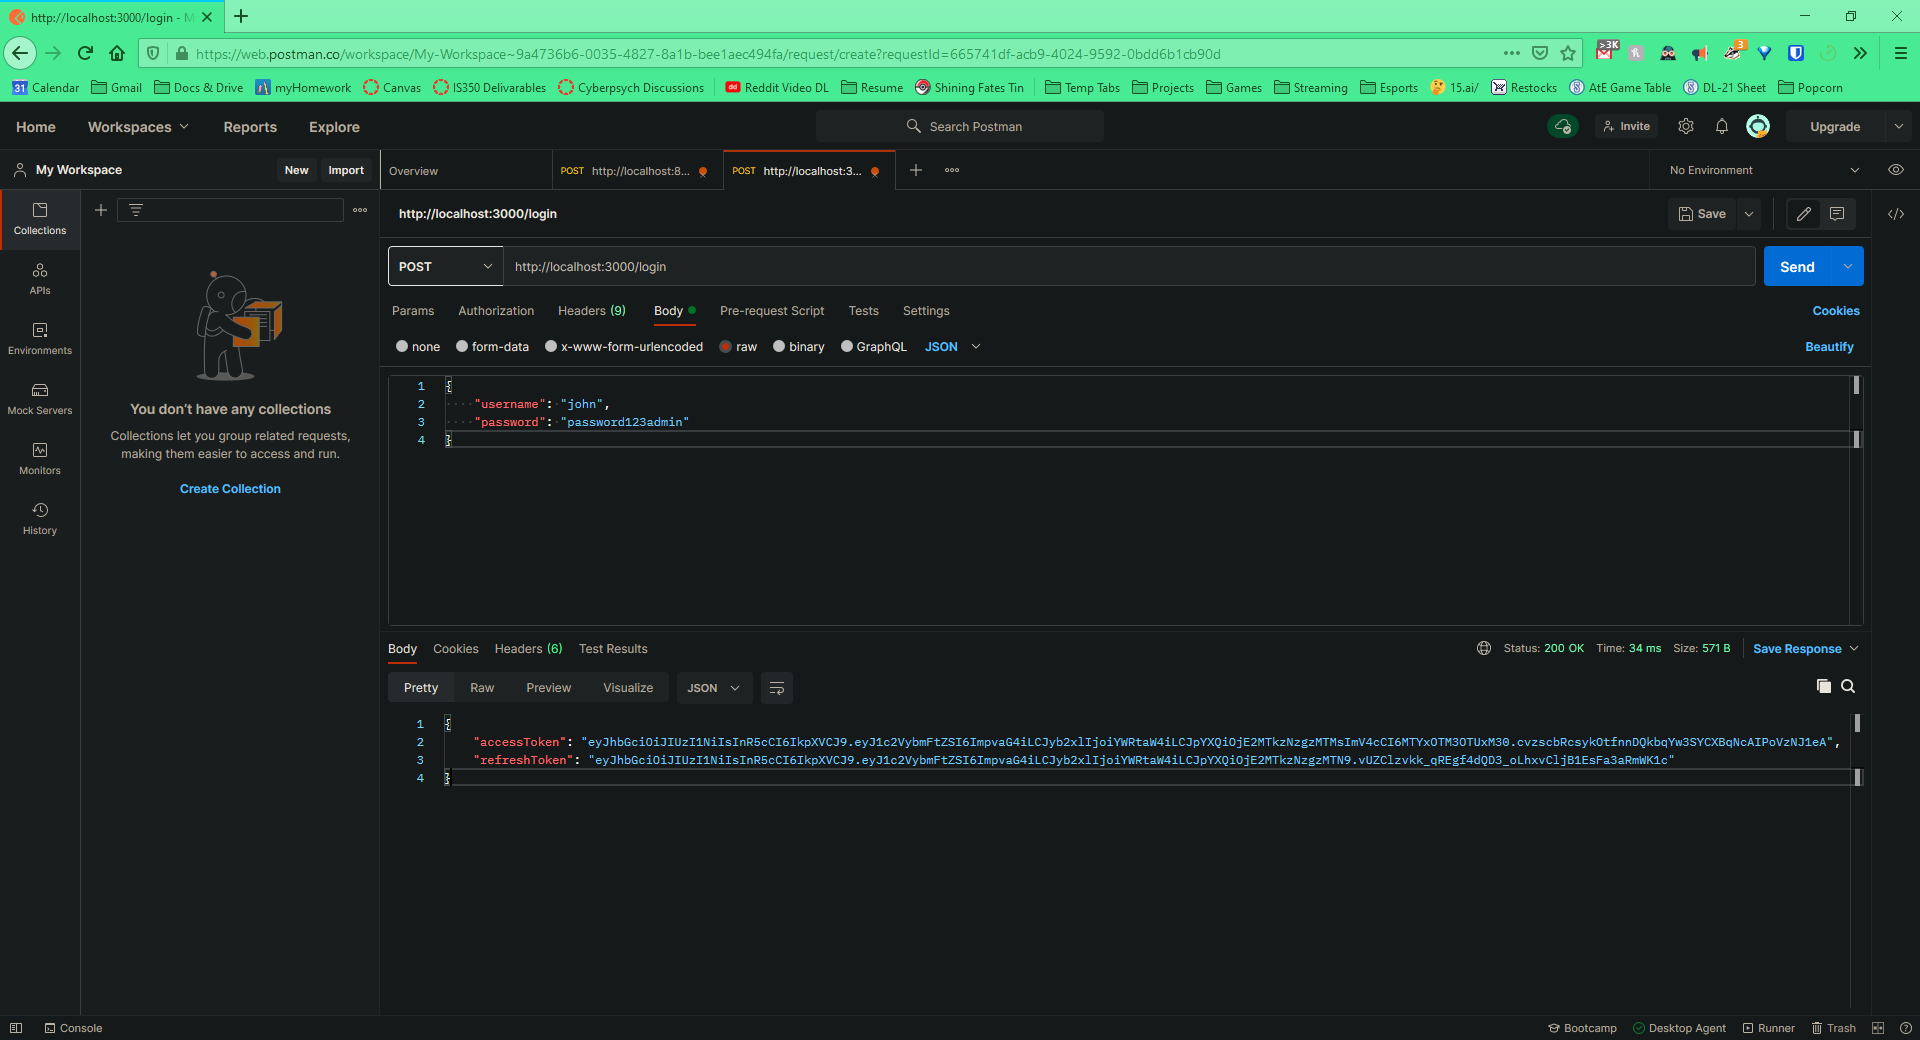 http://localhost:3000/login - M
https://web.postman.co/workspace/My-Workspace~9a4736b6-0035-4827-8a1b-bee1aec494fa/request/create?requestId=665741df-acb9-4024-9592-0bdd6b1cb90d
>3K
3
31 Calendar Gmail Docs & Drive myHomework Canvas IS350 Delivarables Cyberpsych Discussions dd Reddit Video DL Resume Shining Fates Tin Temp Tabs Projects Games Streaming Esports 15.ai/ Restocks AtE Game Table DL-21 Sheet Popcorn
Home Workspaces Reports Explore Search Postman Invite Upgrade
My Workspace New Import Overview POST http://localhost:8... POST http://localhost:3... No Environment
Collections
APIs
Environments
Mock Servers
Monitors
History
You don't have any collections
Collections let you group related requests,
making them easier to access and run.
Create Collection
http://localhost:3000/login Save
POST http://localhost:3000/login Send
Params Authorization Headers (9) Body Pre-request Script Tests Settings Cookies
none form-data x-www-form-urlencoded raw binary GraphQL JSON Beautify
1 {
2 "username": "john",
3 "password": "password123admin"
4 }
Body Cookies Headers (6) Test Results Status: 200 OK Time: 34 ms Size: 571 B Save Response
Pretty Raw Preview Visualize JSON
1 {
2 "accessToken": "eyJhbGciOiJIUzI1NiIsInR5cCI6IkpXVCJ9.eyJ1c2VybmFtZSI6ImpvaG4iLCJyb2xlIjoiYWRtaW4iLCJpYXQiOjE2MTkzNzgzMTMsImV4cCI6MTYxOTM3OTUxM30.cvzscbRcsykOtfnnDQkbqYw3SYCXBqNcAIPoVzNJ1eA",
3 "refreshToken": "eyJhbGciOiJIUzI1NiIsInR5cCI6IkpXVCJ9.eyJ1c2VybmFtZSI6ImpvaG4iLCJyb2xlIjoiYWRtaW4iLCJpYXQiOjE2MTkzNzgzMTN9.vUZClzvkk_qREgf4dQD3_oLhxvCljB1EsFa3aRmWK1c"
4 }
Console Bootcamp Desktop Agent Runner Trash